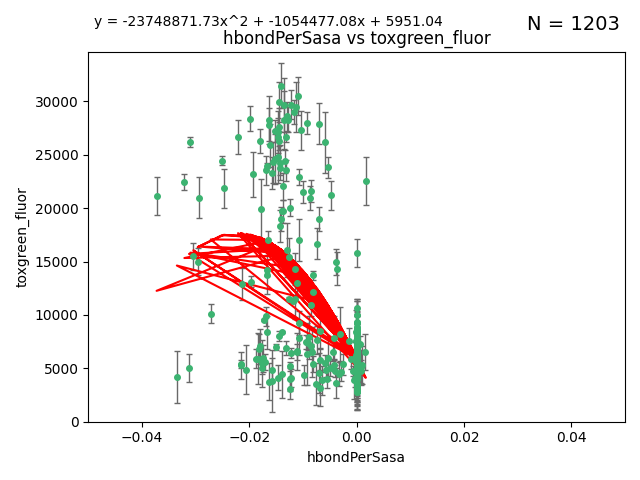 y = -23748871.73x^2 + -1054477.08x + 5951.04
N = 1203
hbondPerSasa vs toxgreen_fluor
30000
25000
20000
15000
10000
5000
0
toxgreen_fluor
−0.04
−0.02
0.00
0.02
0.04
hbondPerSasa